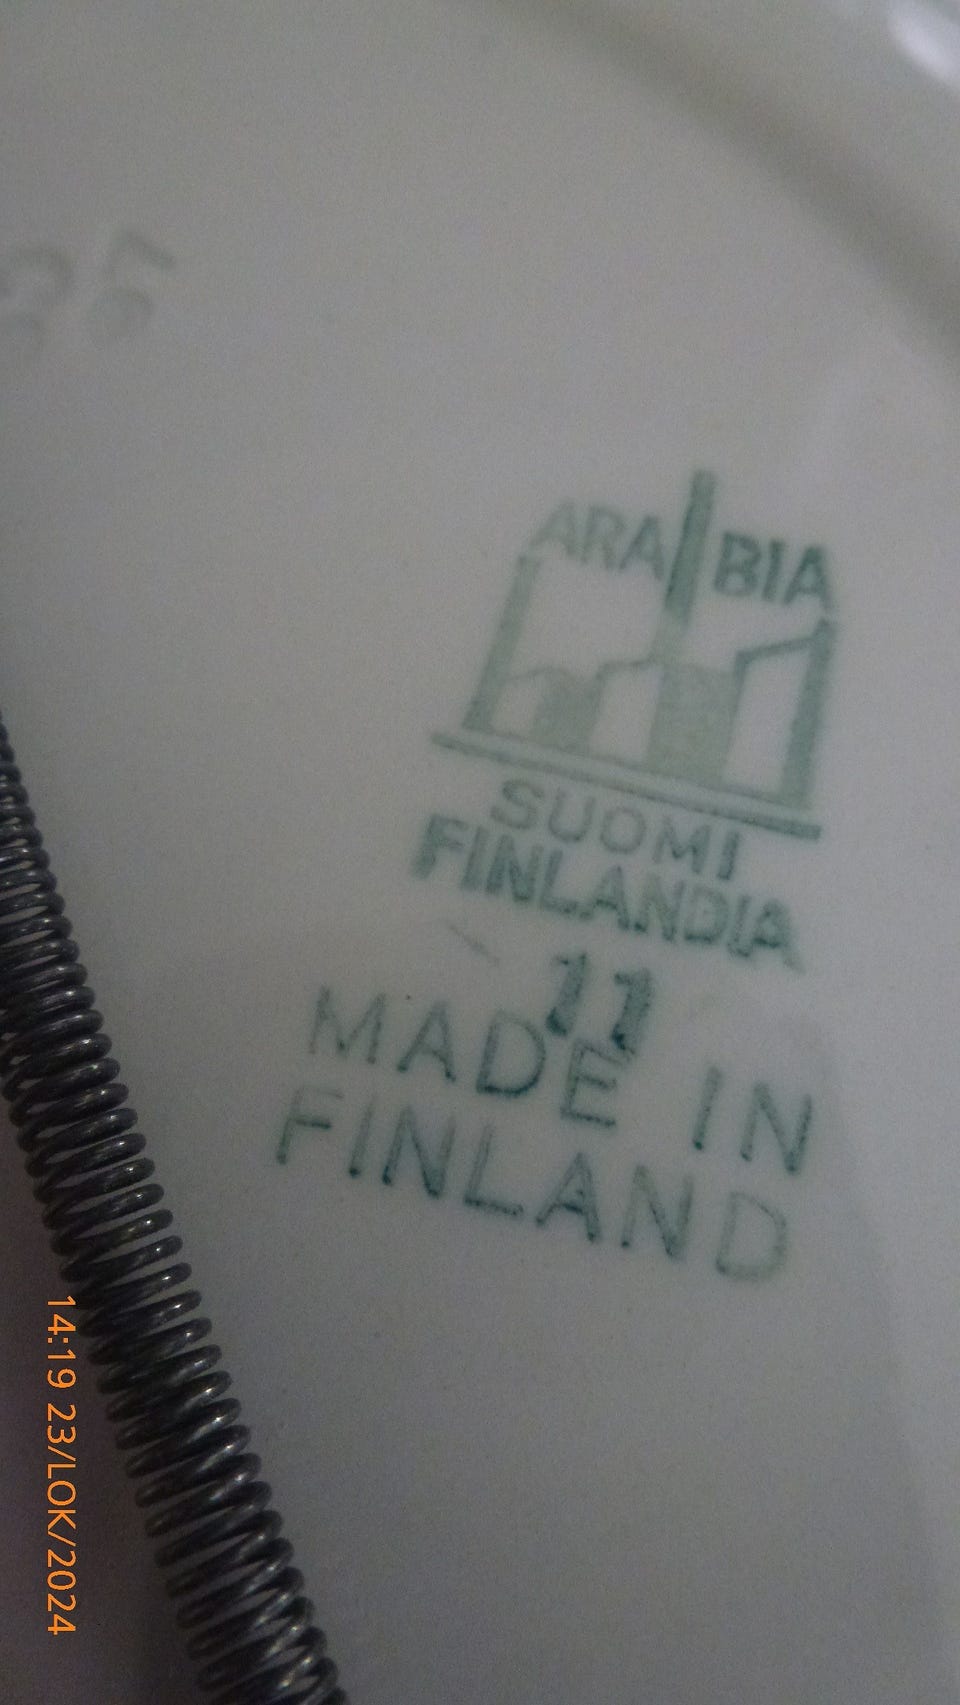 ARABIA
SUOMI
FINLANDIA
11
MADE IN
FINLAND
14:19 23/LOK/2024